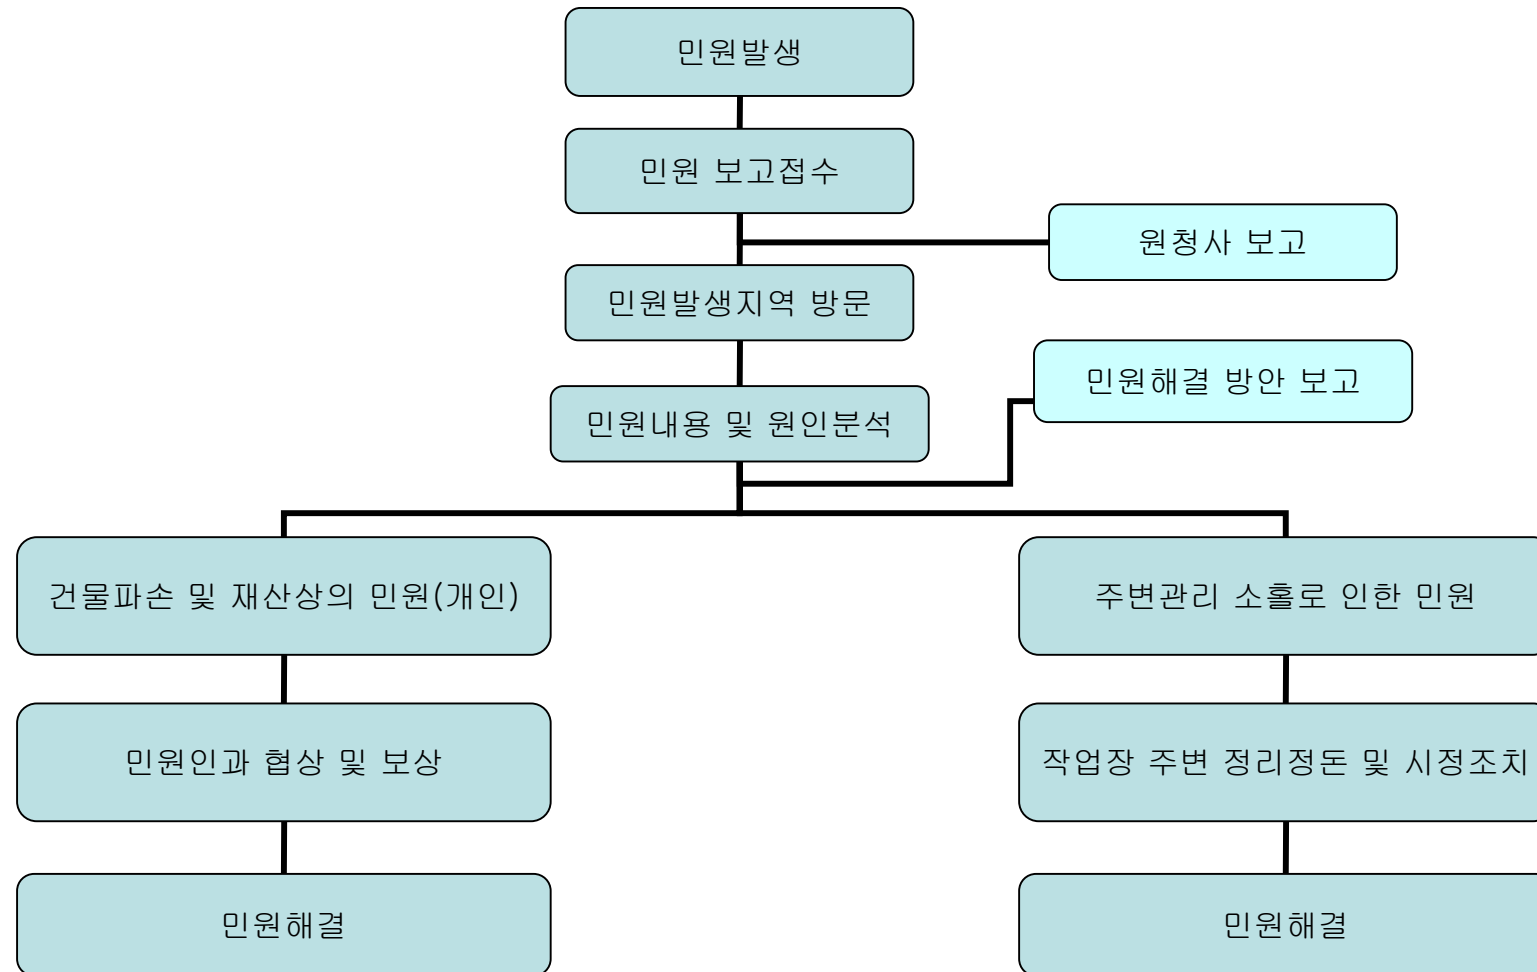 민원발생
민원 보고접수
원청사 보고
민원발생지역 방문
민원해결 방안 보고
민원내용 및 원인분석
건물파손 및 재산상의 민원(개인)
주변관리 소홀로 인한 민원
민원인과 협상 및 보상
작업장 주변 정리정돈 및 시정조치
민원해결
민원해결